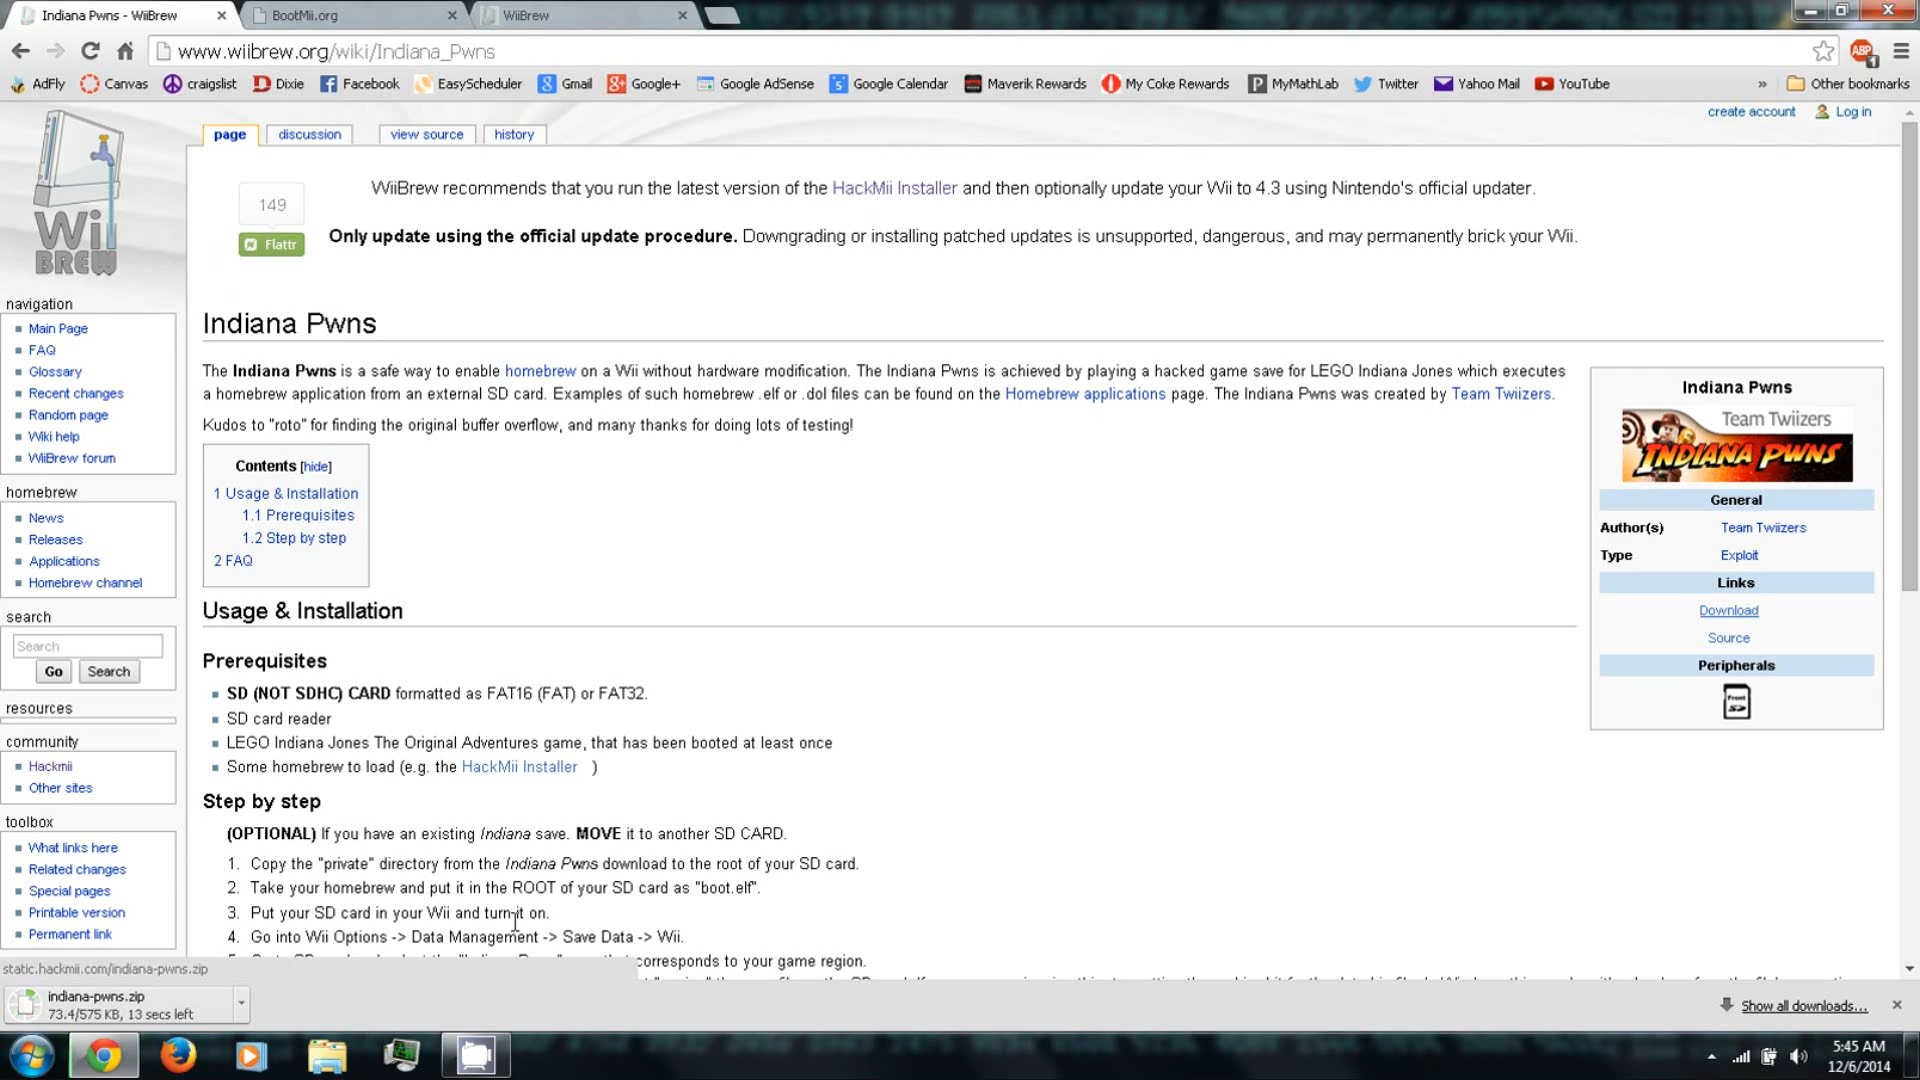 Indiana Pwns - WiiBrew
BootMii.org
WiiBrew
www.wiibrew.org/wiki/Indiana_Pwns
ABP
1
AdFly
Canvas
craigslist
Dixie
Facebook
EasyScheduler
Gmail
Google+
Google AdSense
Google Calendar
Maverik Rewards
My Coke Rewards
MyMathLab
Twitter
Yahoo Mail
YouTube
»
Other bookmarks
create account
Log in
page
discussion
view source
history
Wii
BREW
149
Flattr
WiiBrew recommends that you run the latest version of the HackMii Installer and then optionally update your Wii to 4.3 using Nintendo's official updater.
Only update using the official update procedure. Downgrading or installing patched updates is unsupported, dangerous, and may permanently brick your Wii.
navigation
Main Page
FAQ
Glossary
Recent changes
Random page
Wiki help
WiiBrew forum
homebrew
News
Releases
Applications
Homebrew channel
search
Search
Go
Search
resources
community
Hackmii
Other sites
toolbox
What links here
Related changes
Special pages
Printable version
Permanent link
Indiana Pwns
The Indiana Pwns is a safe way to enable homebrew on a Wii without hardware modification. The Indiana Pwns is achieved by playing a hacked game save for LEGO Indiana Jones which executes
a homebrew application from an external SD card. Examples of such homebrew .elf or .dol files can be found on the Homebrew applications page. The Indiana Pwns was created by Team Twiizers.
Kudos to "roto" for finding the original buffer overflow, and many thanks for doing lots of testing!
Contents [hide]
1 Usage & Installation
1.1 Prerequisites
1.2 Step by step
2 FAQ
Indiana Pwns
Team Twiizers
INDIANA PWNS
General
Author(s) Team Twiizers
Type Exploit
Links
Download
Source
Peripherals
Front
SD
Usage & Installation
Prerequisites
SD (NOT SDHC) CARD formatted as FAT16 (FAT) or FAT32.
SD card reader
LEGO Indiana Jones The Original Adventures game, that has been booted at least once
Some homebrew to load (e.g. the HackMii Installer )
Step by step
(OPTIONAL) If you have an existing Indiana save. MOVE it to another SD CARD.
1. Copy the "private" directory from the Indiana Pwns download to the root of your SD card.
2. Take your homebrew and put it in the ROOT of your SD card as "boot.elf".
3. Put your SD card in your Wii and turn it on.
4. Go into Wii Options -> Data Management -> Save Data -> Wii.
corresponds to your game region.
static.hackmii.com/indiana-pwns.zip
indiana-pwns.zip
73.4/575 KB, 13 secs left
Show all downloads...
5:45 AM
12/6/2014